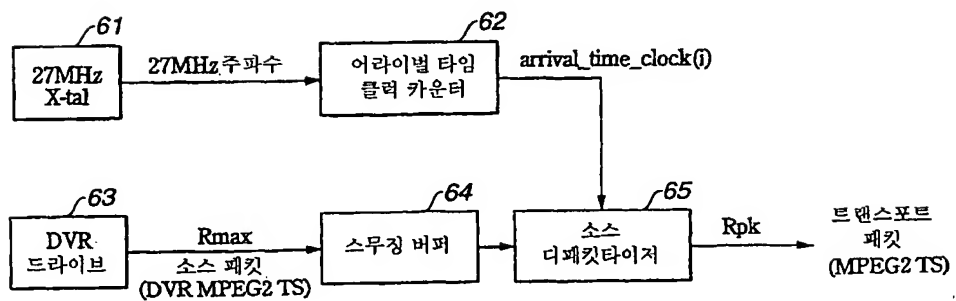 61
27MHz
X-tal
27MHz 주파수
62
어라이벌 타임
클럭 카운터
arrival_time_clock(i)
63
DVR
드라이브
Rmax
소스 패킷
(DVR MPEG2 TS)
64
스무징 버퍼
65
소스
디패킷타이저
Rpk
트랜스포트
패킷
(MPEG2 TS)